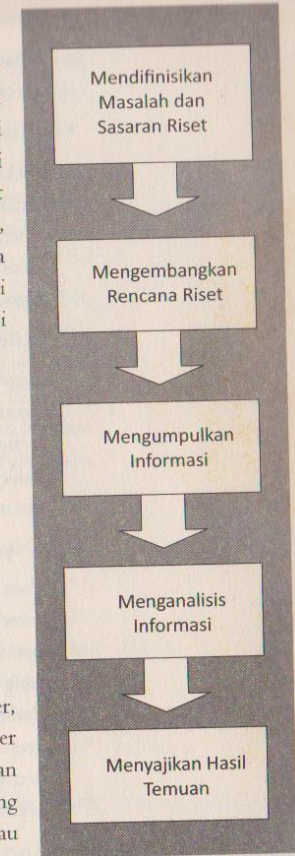 Mendifinisikan
Masalah dan
Sasaran Riset
Mengembangkan
Rencana Riset
Mengumpulkan
Informasi
Menganalisis
Informasi
Menyajikan Hasil
Temuan